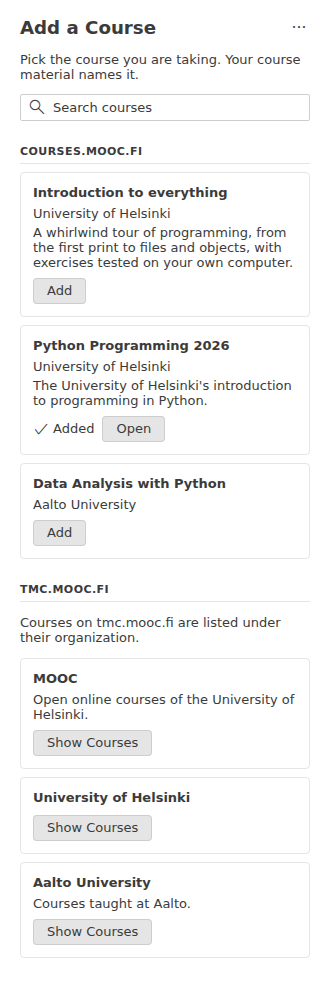 Add a Course
Pick the course you are taking. Your course
material names it.
Search courses
COURSES.MOOC.FI
Introduction to everything
University of Helsinki
A whirlwind tour of programming, from
the first print to files and objects, with
exercises tested on your own computer.
Add
Python Programming 2026
University of Helsinki
The University of Helsinki's introduction
to programming in Python.
Added Open
Data Analysis with Python
Aalto University
Add
TMC.MOOC.FI
Courses on tmc.mooc.fi are listed under
their organization.
MOOC
Open online courses of the University of
Helsinki.
Show Courses
University of Helsinki
Show Courses
Aalto University
Courses taught at Aalto.
Show Courses